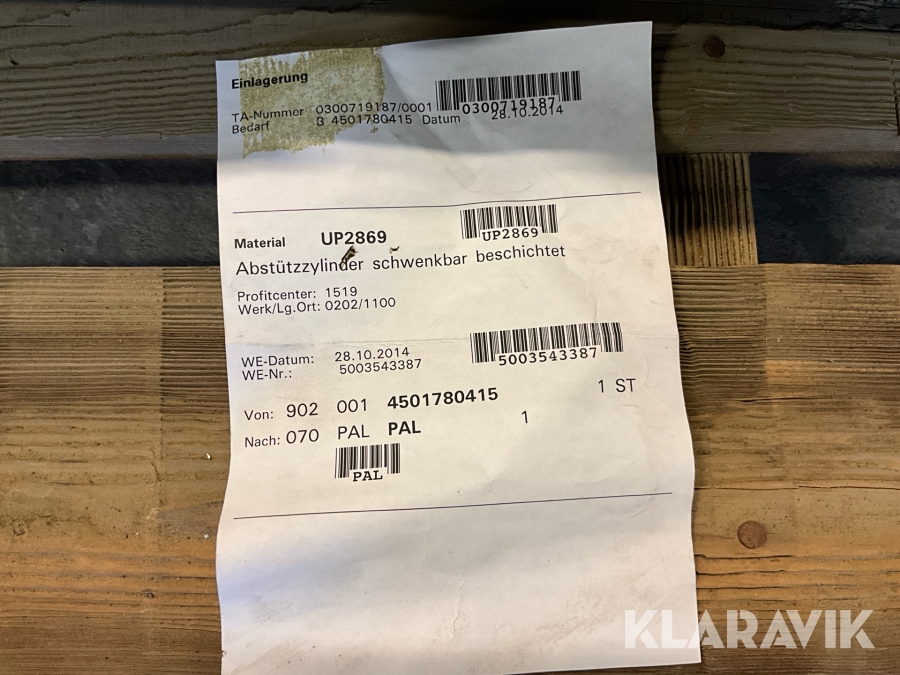 Einlagerung
TA-Nummer 0300719187/0001 0300719187
Bedarf B 4501780415 Datum 28.10.2014
Material UP2869 UP2869
Abstützzylinder schwenkbar beschichtet
Profitcenter: 1519
Werk/Lg.Ort: 0202/1100
WE-Datum: 28.10.2014
WE-Nr.: 5003543387 5003543387
Von: 902 001 4501780415 1 ST
Nach: 070 PAL PAL 1
PAL
KLARAVIK